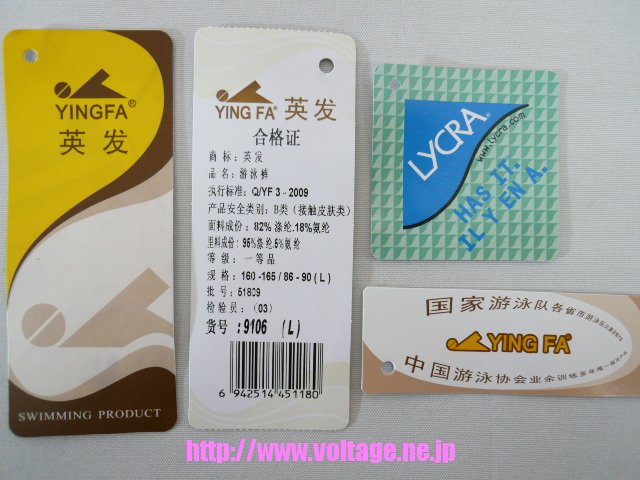 YINGFA®
英发
SWIMMING PRODUCT
YING FA® 英发
合格证
商 标：英发
品 名：游泳裤
执行标准：Q/YF 3-2009
产品安全类别：B类（接触皮肤类）
面料成份：82% 涤纶.18%氨纶
里料成份：95%涤纶.5%氨纶
等 级：一等品
规 格：160-165 / 86-90 ( L )
批 号：51809
检验员：（03）
货号：9106 (L)
6 942514 451180
LYCRA®
www.lycra.com
HAS IT.
IL Y EN A.
国家游泳队各省市游泳队
YING FA®
中国游泳协会业余训练多年唯一
http://www.voltage.ne.jp